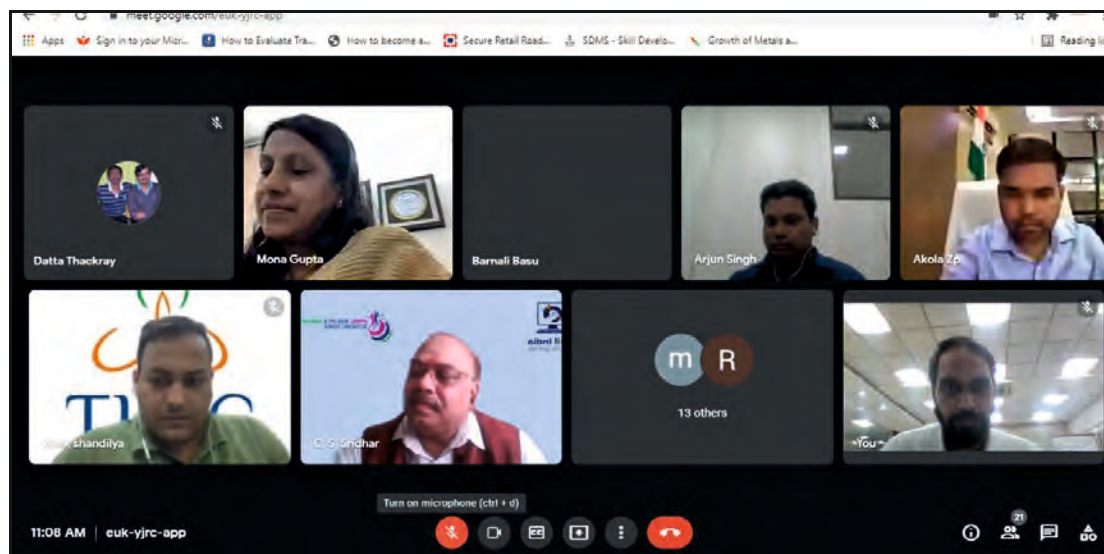 meet.google.com/euk-yjrc-app
Apps Sign in to your Micr... How to Evaluate Tra... How to become a... Secure Retail Road... SDMS - Skill Develo... Growth of Metals a... Reading li
Datta Thackray
Mona Gupta
Barnali Basu
Arjun Singh
Akola Zp
shandilya
C. S. Sridhar
m R
13 others
You
Turn on microphone (ctrl + d)
11:08 AM | euk-yjrc-app
21